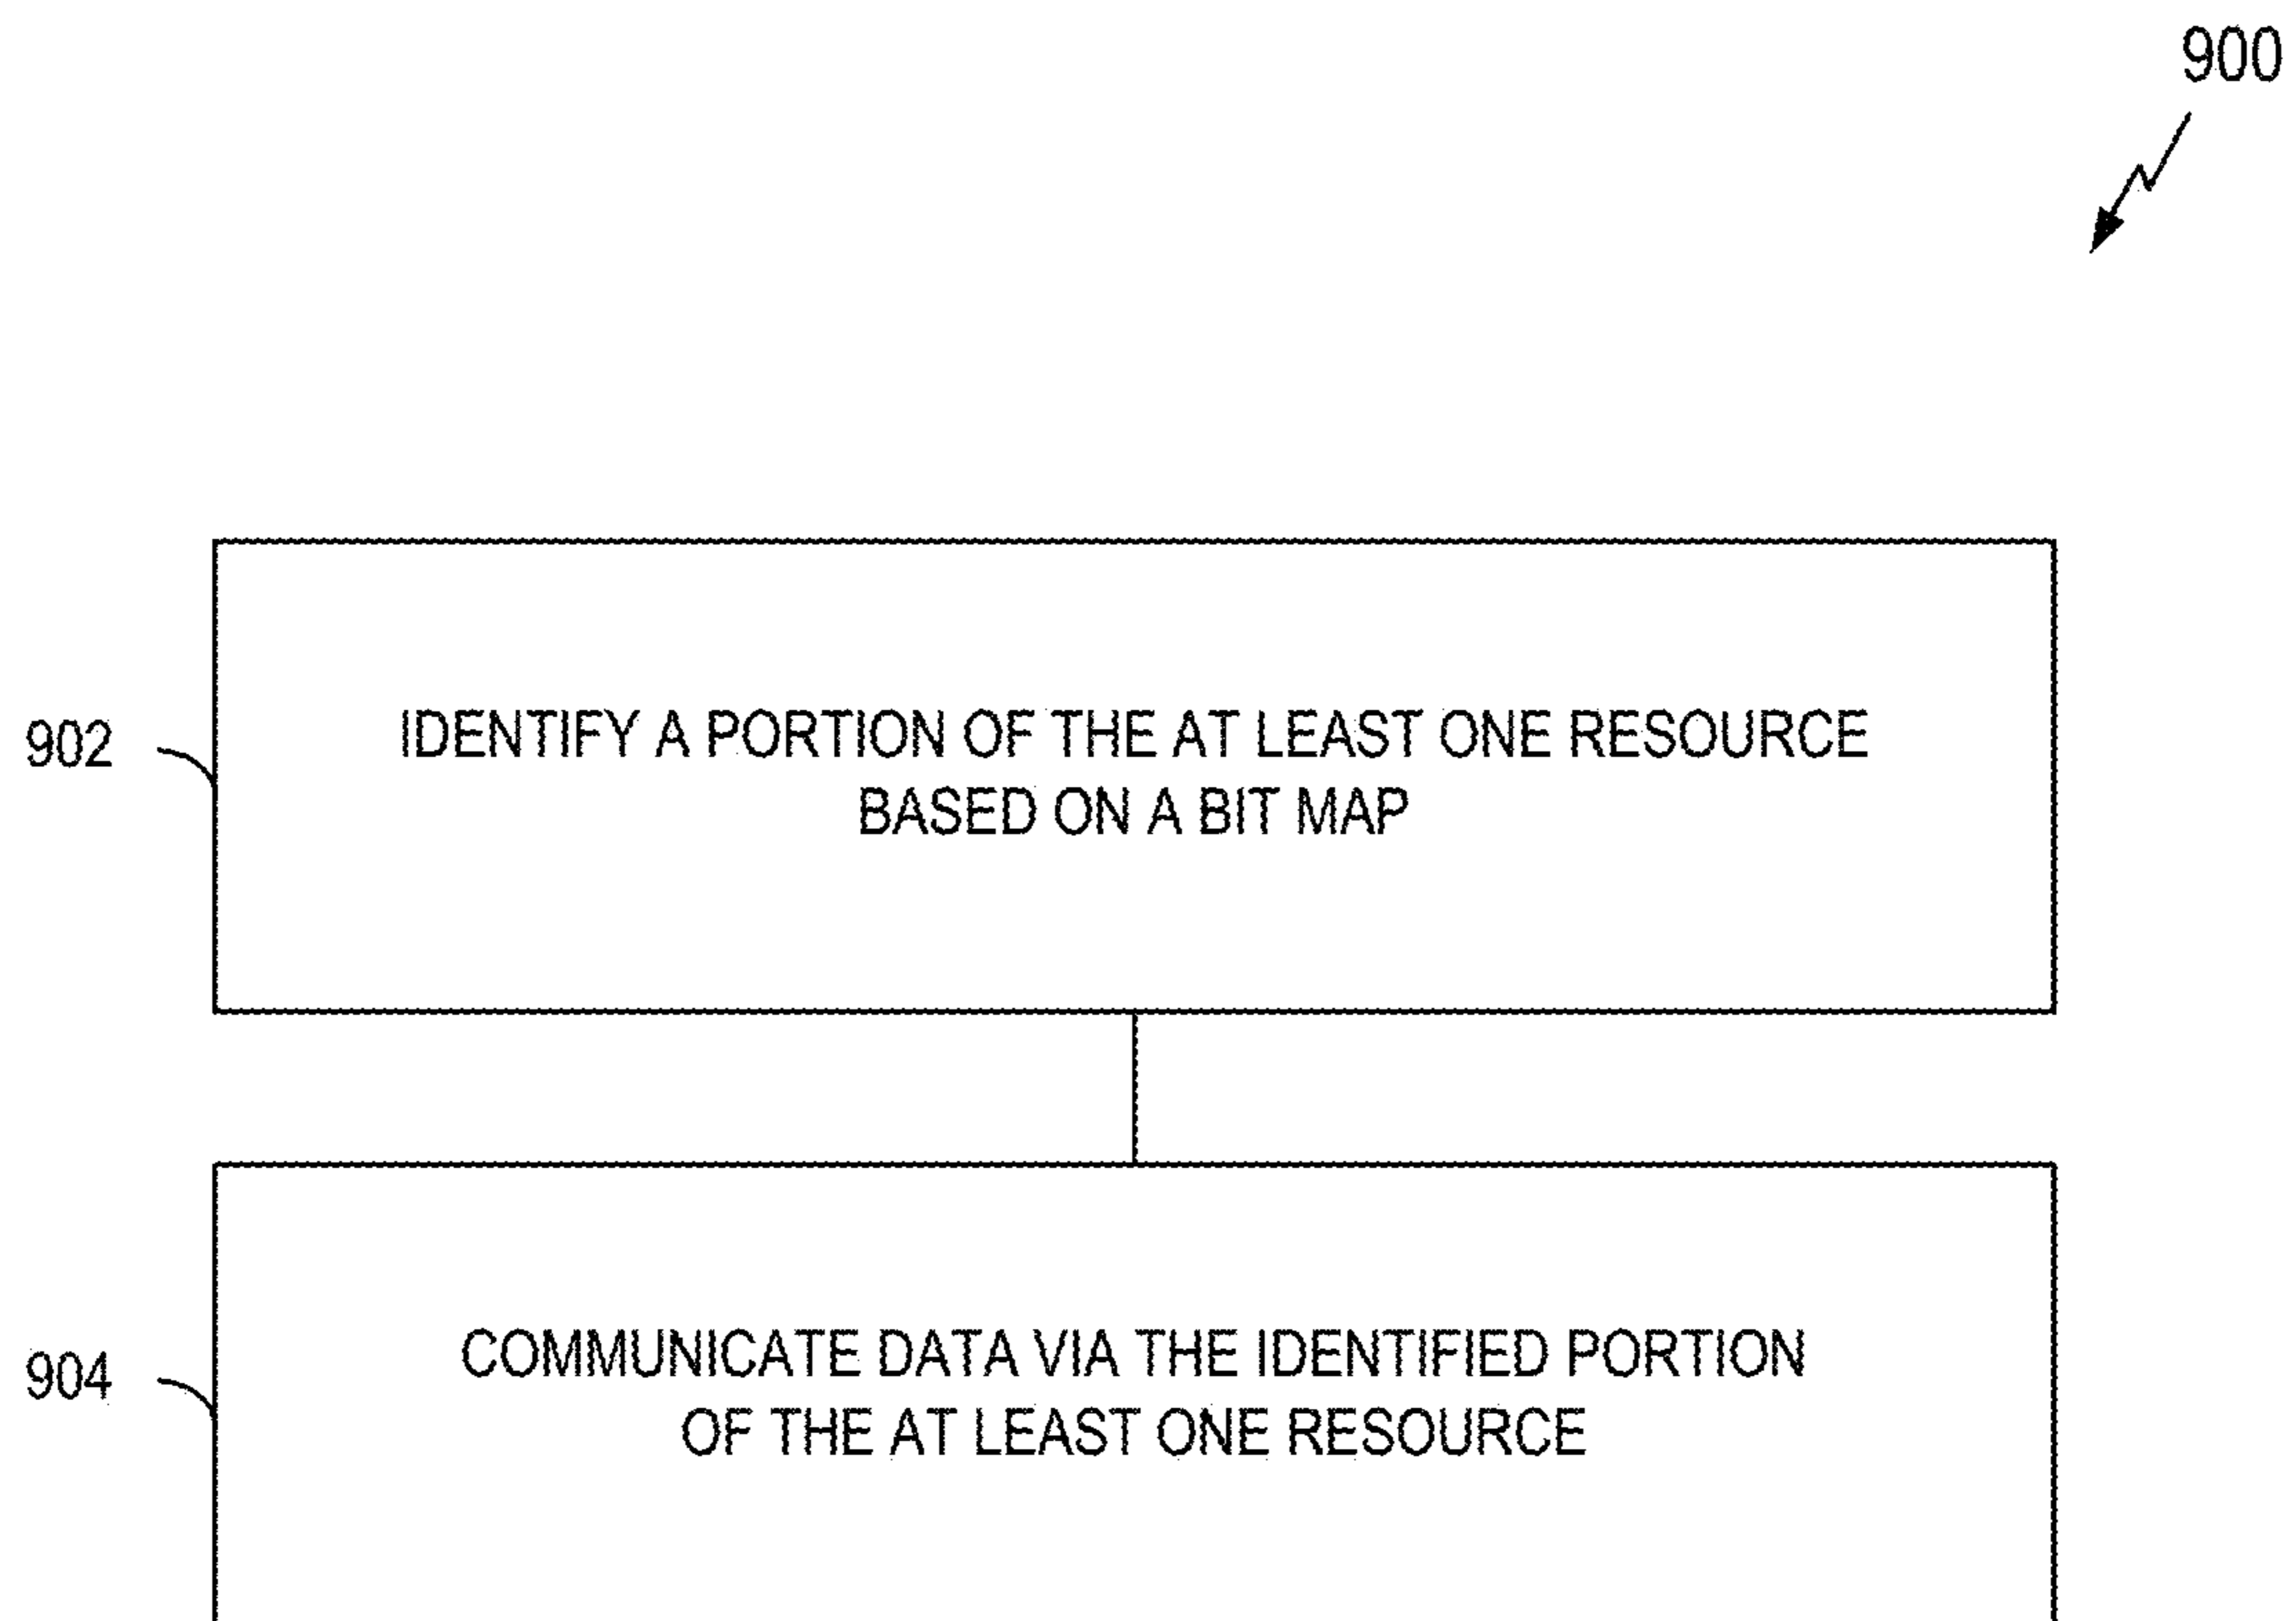 900
902
IDENTIFY A PORTION OF THE AT LEAST ONE RESOURCE
BASED ON A BIT MAP
904
COMMUNICATE DATA VIA THE IDENTIFIED PORTION
OF THE AT LEAST ONE RESOURCE